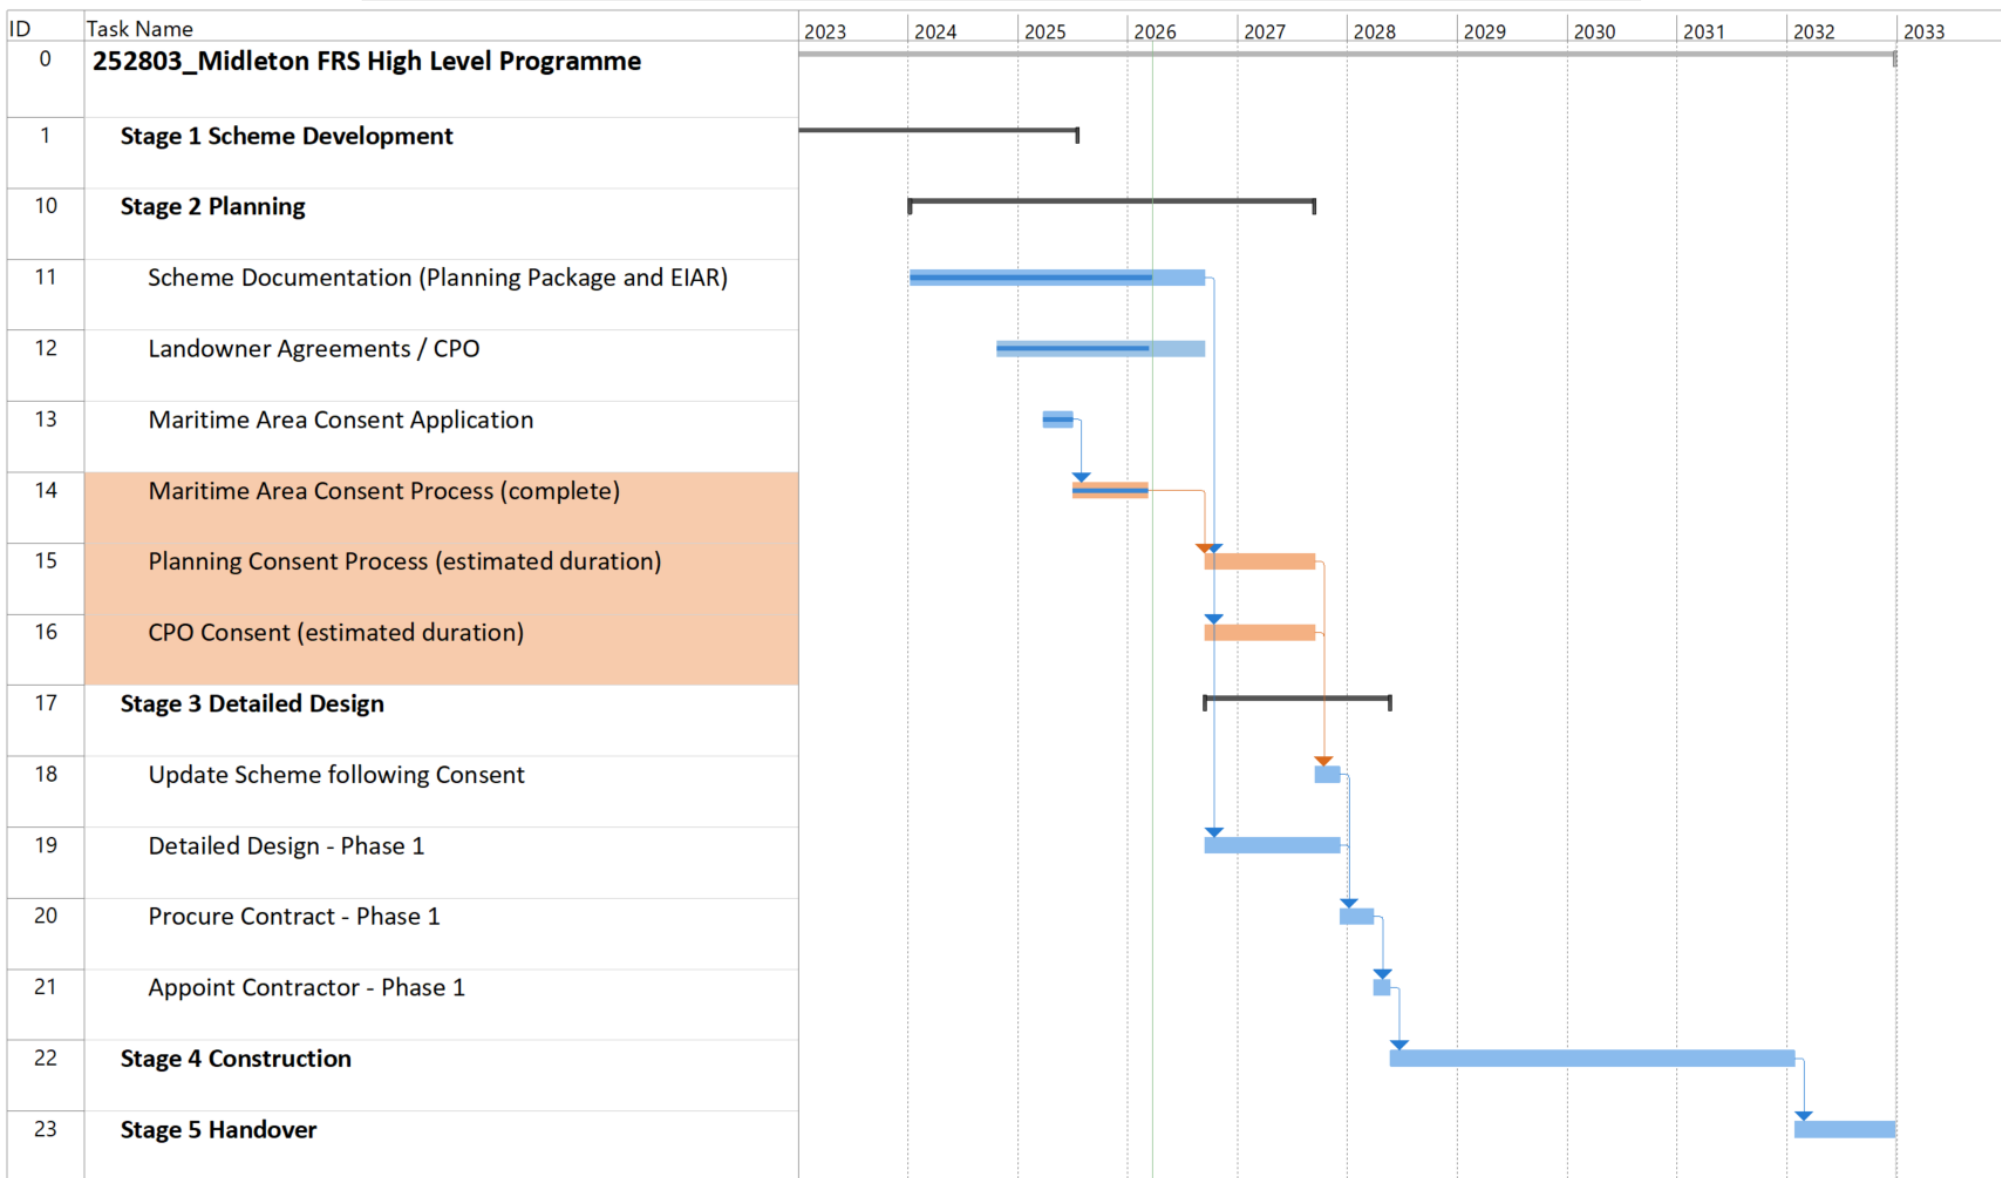 ID Task Name 2023 2024 2025 2026 2027 2028 2029 2030 2031 2032 2033
0 252803_Midleton FRS High Level Programme
1 Stage 1 Scheme Development
10 Stage 2 Planning
11 Scheme Documentation (Planning Package and EIAR)
12 Landowner Agreements / CPO
13 Maritime Area Consent Application
14 Maritime Area Consent Process (complete)
15 Planning Consent Process (estimated duration)
16 CPO Consent (estimated duration)
17 Stage 3 Detailed Design
18 Update Scheme following Consent
19 Detailed Design - Phase 1
20 Procure Contract - Phase 1
21 Appoint Contractor - Phase 1
22 Stage 4 Construction
23 Stage 5 Handover